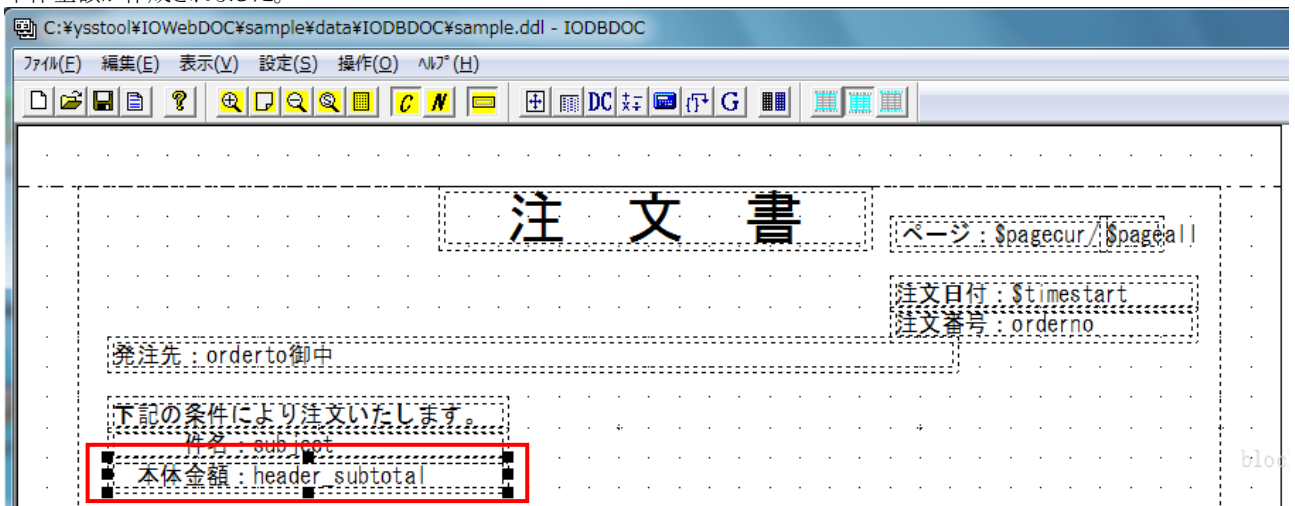 本体金額が作成されました。
C:¥ysstool¥IOWebDOC¥sample¥data¥IODBDOC¥sample.ddl - IODBDOC
ファイル(F) 編集(E) 表示(V) 設定(S) 操作(O) ヘルプ(H)
C N DC G
注 文 書
ページ：$pagecur/ $pageall
注文日付：$timestart
注文番号：orderno
発注先：orderto御中
下記の条件により注文いたします。
件名：subject
本体金額：header_subtotal